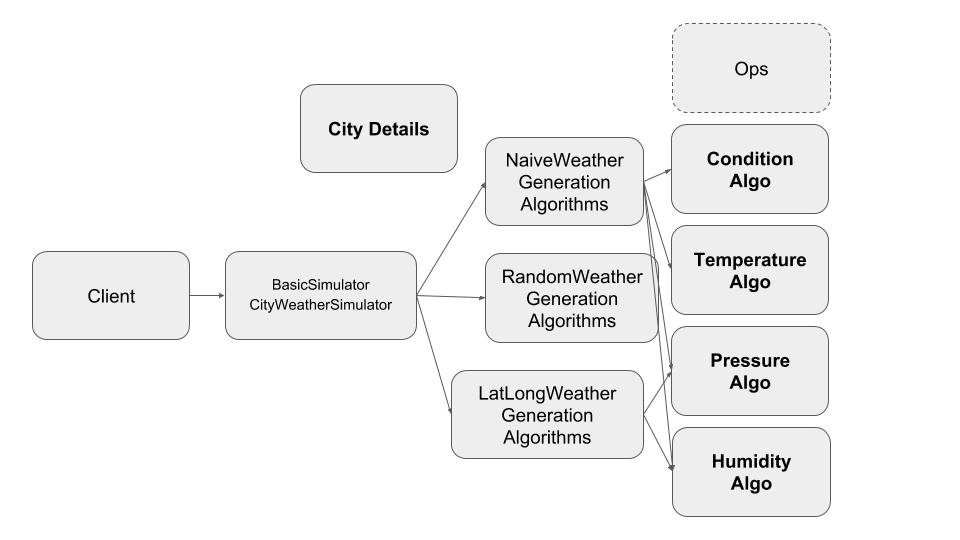 Ops
City Details
Condition
Algo
NaiveWeather
Generation
Algorithms
Temperature
Algo
Client
BasicSimulator
CityWeatherSimulator
RandomWeather
Generation
Algorithms
Pressure
Algo
LatLongWeather
Generation
Algorithms
Humidity
Algo